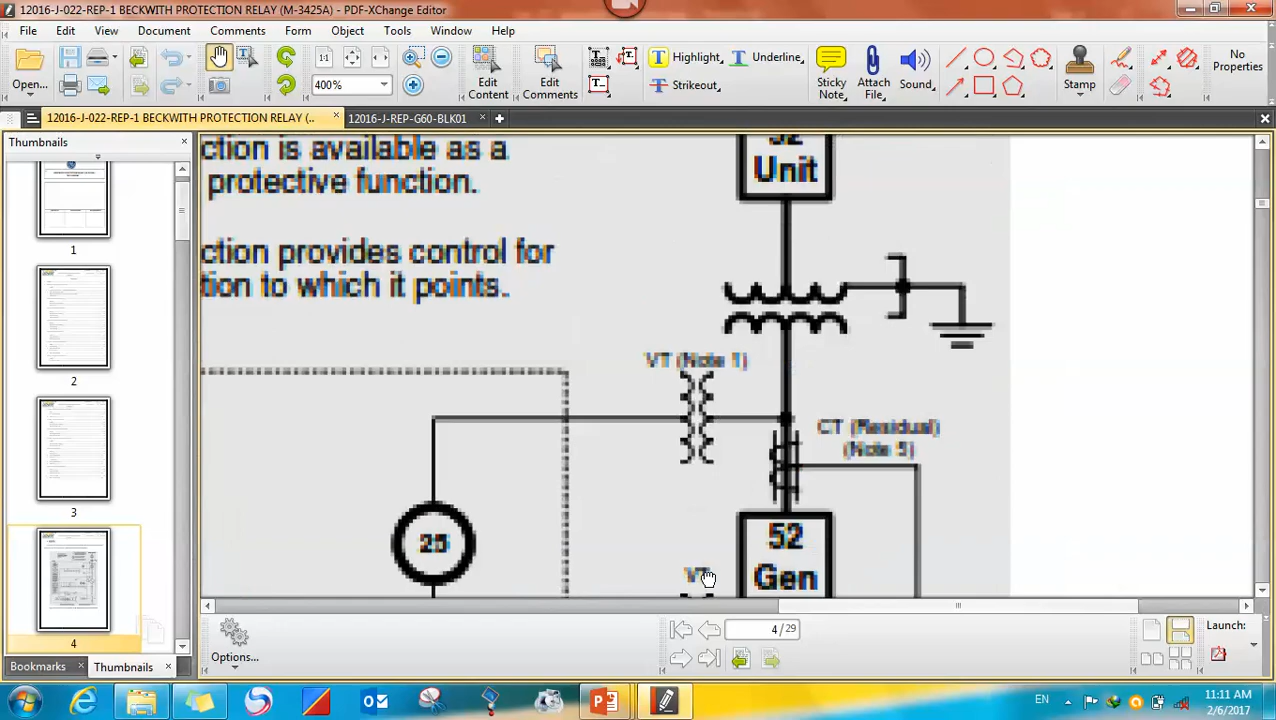 12016-J-022-REP-1 BECKWITH PROTECTION RELAY (M-3425A) - PDF-XChange Editor
File Edit View Document Comments Form Object Tools Window Help
Open...
1:1
400%
Edit Content
Edit Comments
Highlight
Strikeout
Underline
Sticky Note
Attach File
Sound
Stamp
No Properties
12016-J-022-REP-1 BECKWITH PROTECTION RELAY (..
12016-J-REP-G60-BLK01
Thumbnails
1
2
3
4
ction is available as a
protective function.
ction provides control for
tion to which it points.
Unit
VT (Note 1)
CT (Residual)
(Note 5)
25
52
Gen
VT
Options...
4 / 29
Launch:
Bookmarks
Thumbnails
EN
11:11 AM
2/6/2017